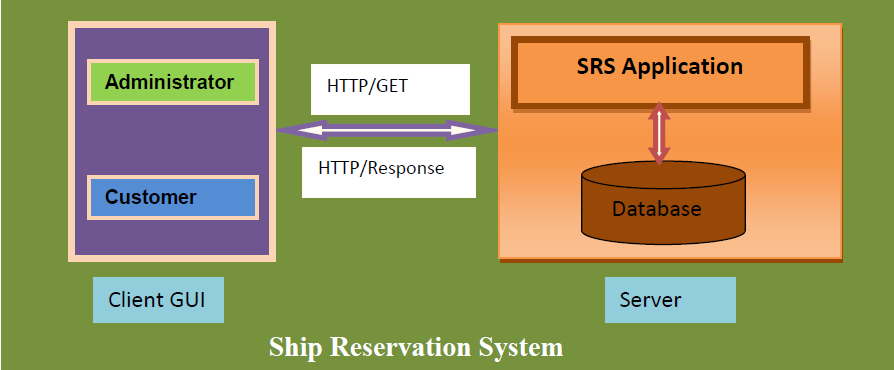 Administrator
Customer
Client GUI
HTTP/GET
HTTP/Response
SRS Application
Database
Server
Ship Reservation System